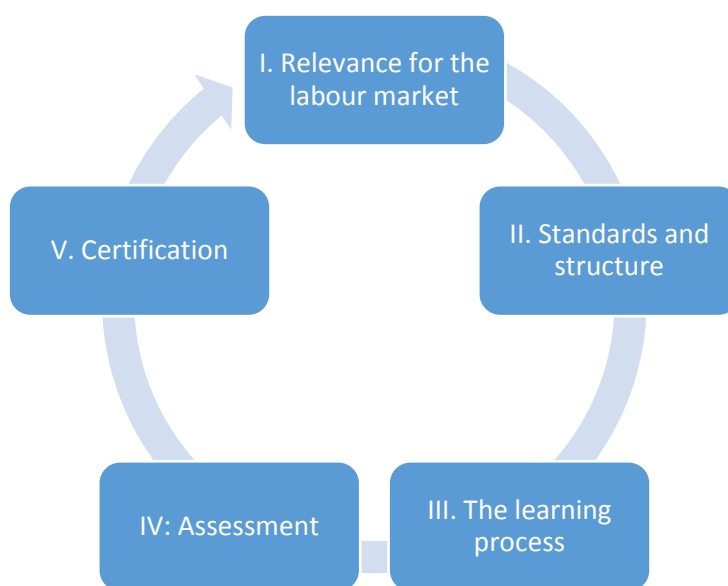 I. Relevance for the
labour market
II. Standards and
structure
III. The learning
process
IV: Assessment
V. Certification